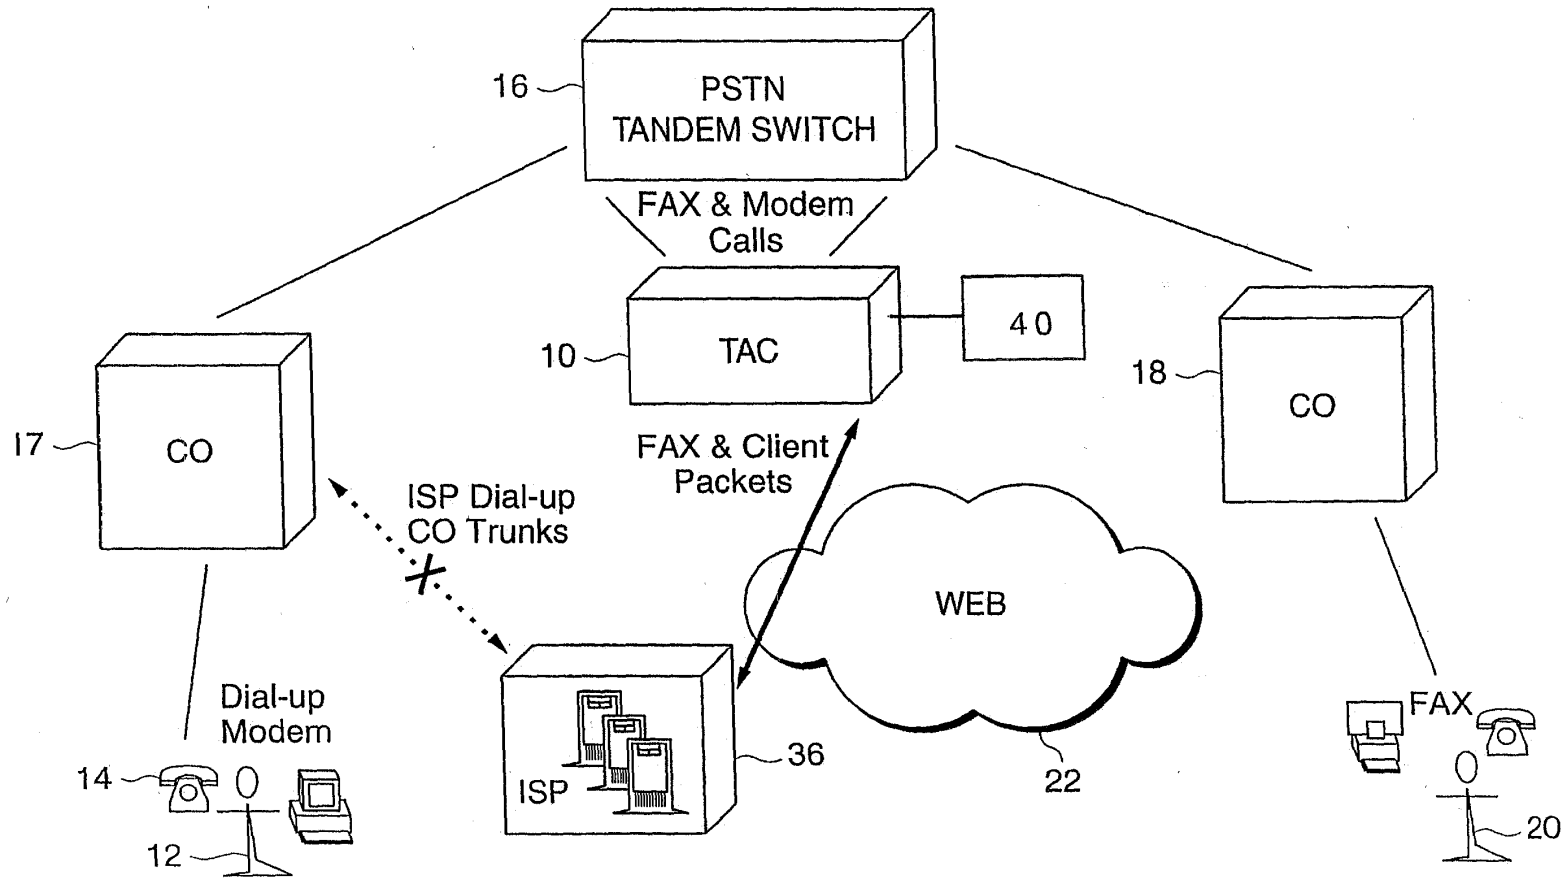 16
PSTN
TANDEM SWITCH
FAX & Modem
Calls
10
TAC
40
18
CO
17
CO
FAX & Client
Packets
ISP Dial-up
CO Trunks
WEB
22
Dial-up
Modem
14
12
ISP
36
FAX
20